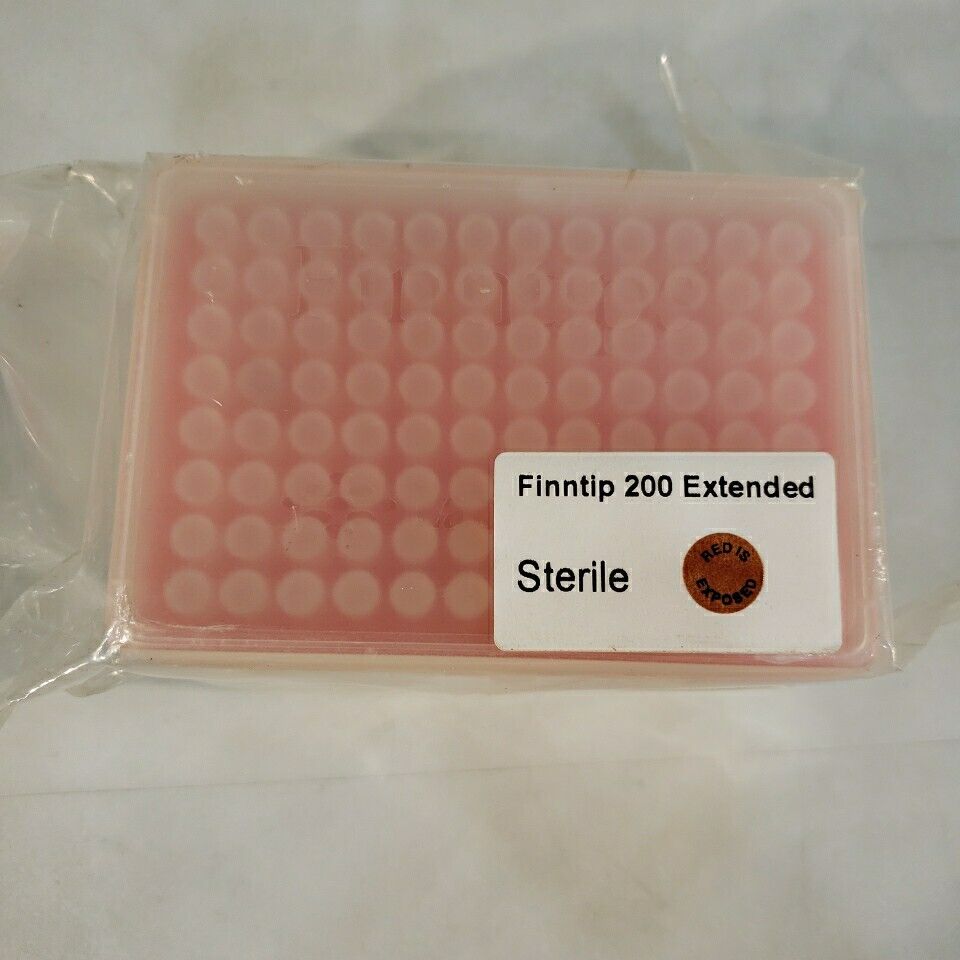 Finntip 200 Extended
Sterile
RED IS
EXPOSED